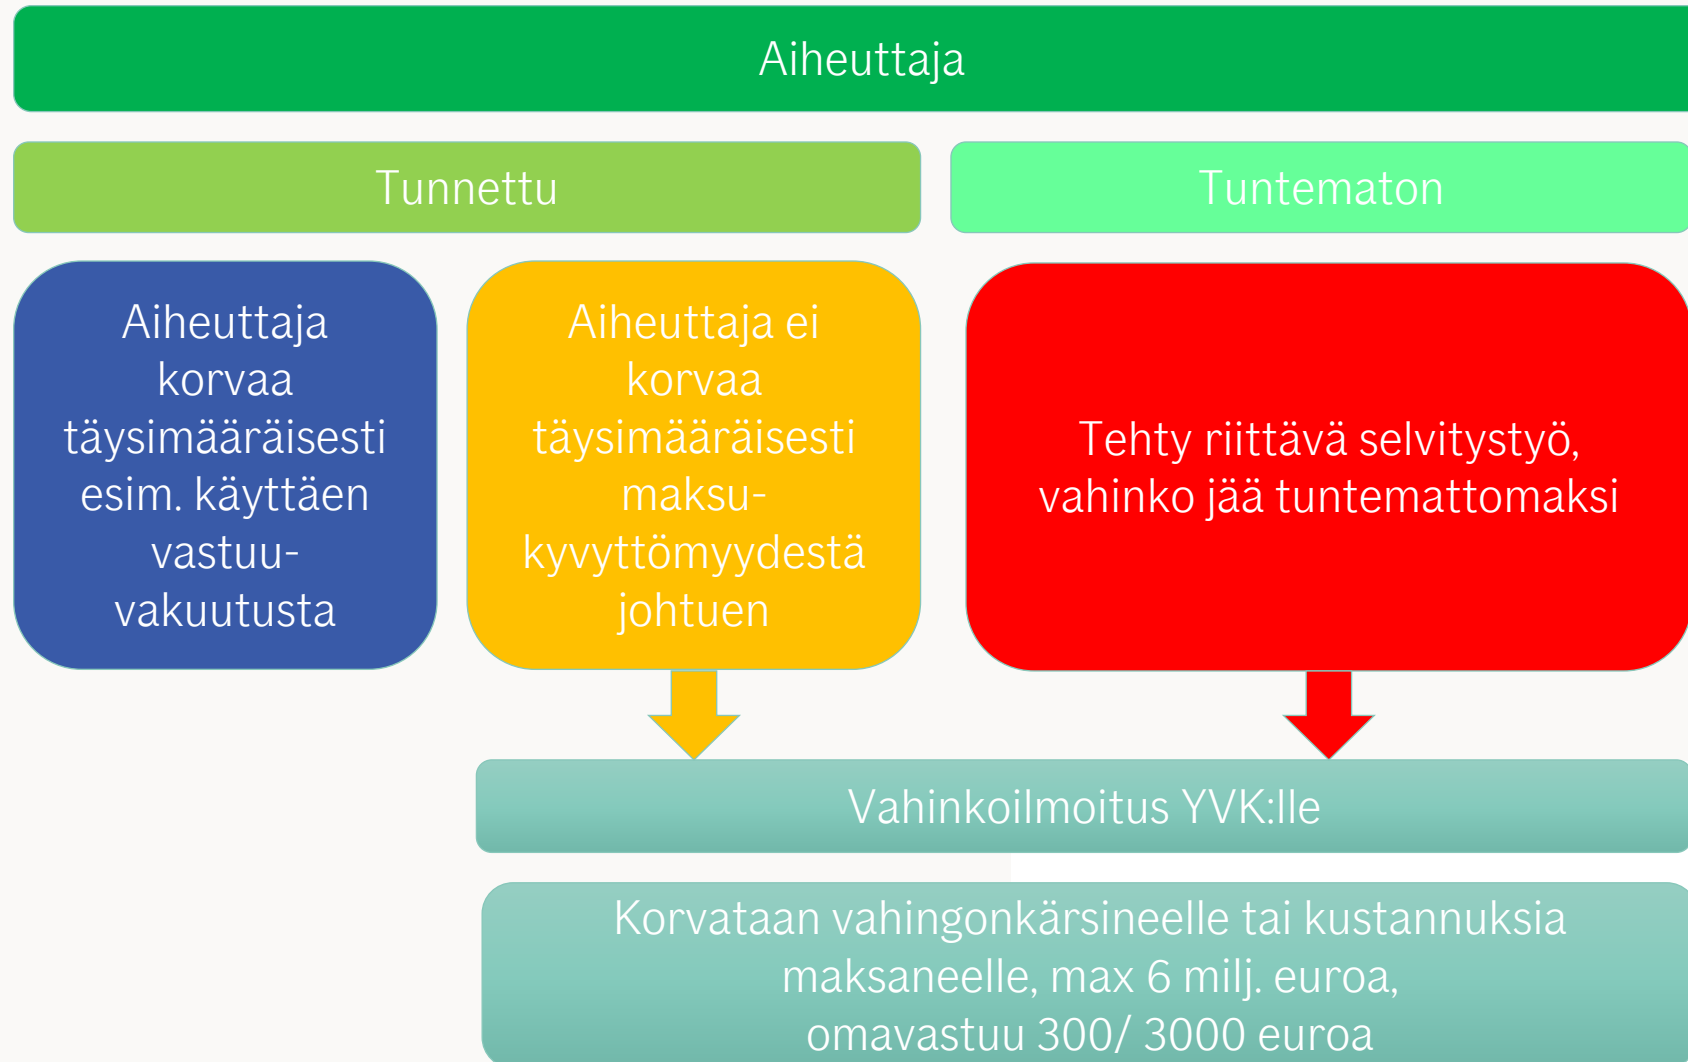 Aiheuttaja
Tunnettu
Tuntematon
Aiheuttaja
korvaa
täysimääräisesti
esim. käyttäen
vastuu-
vakuutusta
Aiheuttaja ei
korvaa
täysimääräisesti
maksu-
kyvyttömyydestä
johtuen
Tehty riittävä selvitystyö,
vahinko jää tuntemattomaksi
Vahinkoilmoitus YVK:lle
Korvataan vahingonkärsineelle tai kustannuksia
maksaneelle, max 6 milj. euroa,
omavastuu 300/ 3000 euroa